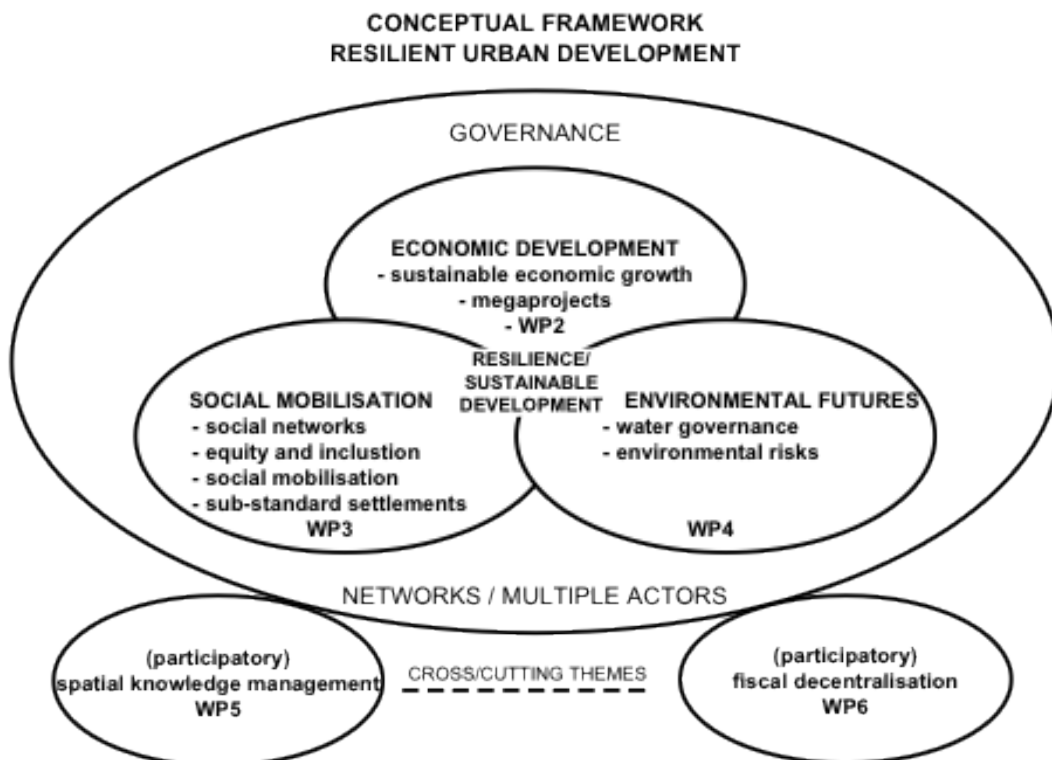 CONCEPTUAL FRAMEWORK
RESILIENT URBAN DEVELOPMENT
GOVERNANCE
ECONOMIC DEVELOPMENT
- sustainable economic growth
- megaprojects
- WP2
RESILIENCE/
SUSTAINABLE
DEVELOPMENT
SOCIAL MOBILISATION
- social networks
- equity and inclustion
- social mobilisation
- sub-standard settlements
WP3
ENVIRONMENTAL FUTURES
- water governance
- environmental risks
WP4
NETWORKS / MULTIPLE ACTORS
(participatory)
spatial knowledge management
WP5
CROSS/CUTTING THEMES
(participatory)
fiscal decentralisation
WP6